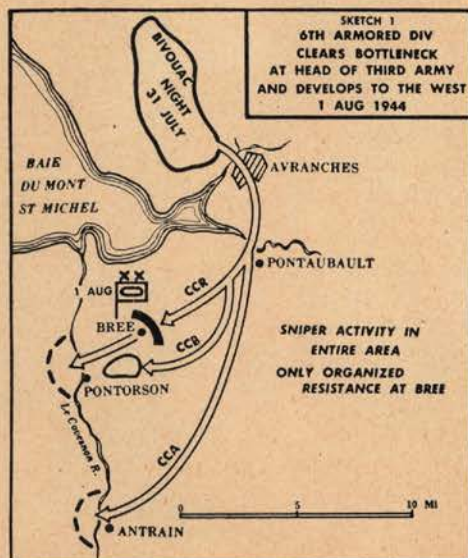 SKETCH 1
6TH ARMORED DIV
CLEARS BOTTLENECK
AT HEAD OF THIRD ARMY
AND DEVELOPS TO THE WEST
1 AUG 1944
BIVOUAC
NIGHT
31 JULY
BAIE
DU MONT
ST MICHEL
AVRANCHES
PONTAUBAULT
1 AUG
XX
CCR
BREE
CCB
SNIPER ACTIVITY IN
ENTIRE AREA
ONLY ORGANIZED
RESISTANCE AT BREE
PONTORSON
Le Couesnon R.
CCA
0 5 10 MI
ANTRAIN